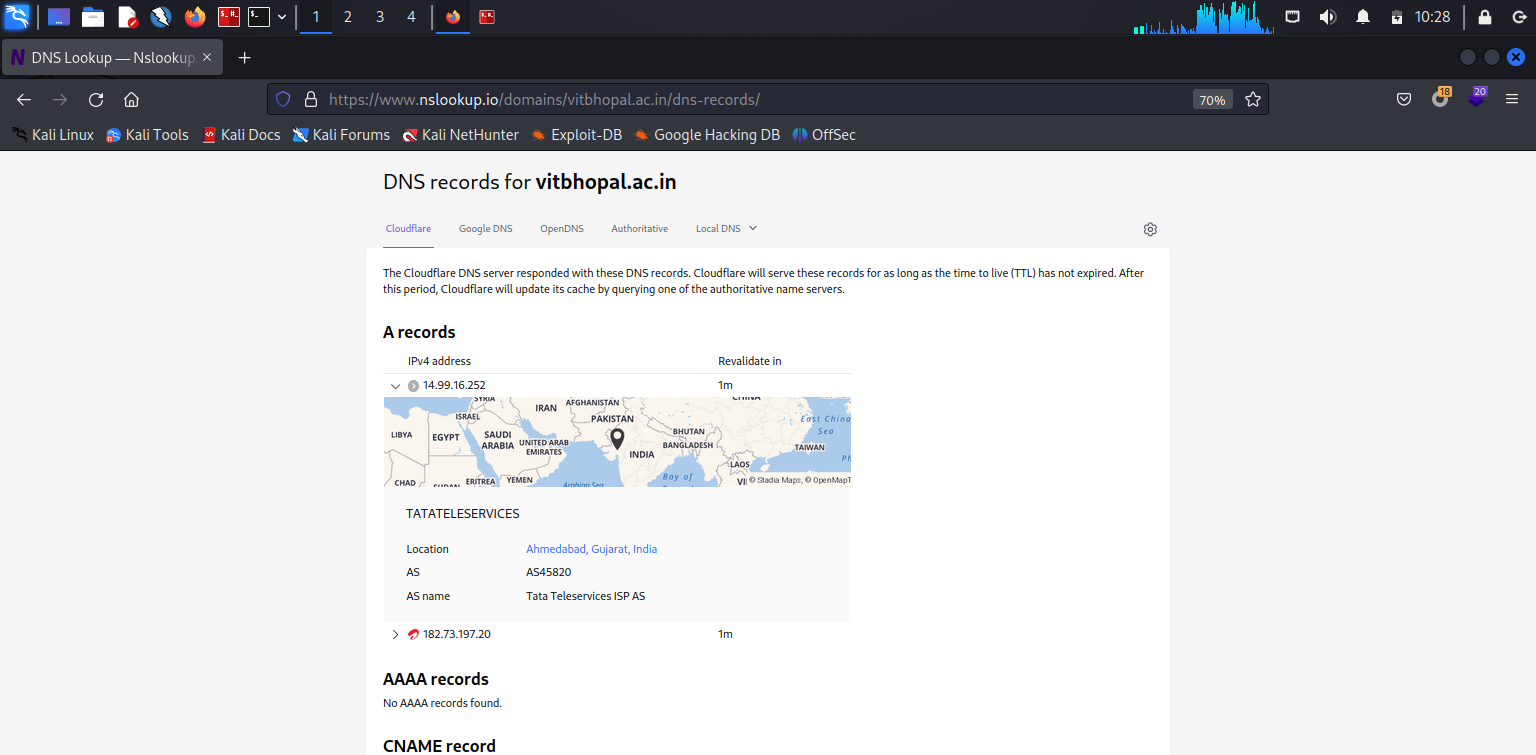 1 2 3 4 10:28
DNS Lookup — Nslookup.
https://www.nslookup.io/domains/vitbhopal.ac.in/dns-records/ 70% 18 20
Kali Linux Kali Tools Kali Docs Kali Forums Kali NetHunter Exploit-DB Google Hacking DB OffSec
DNS records for vitbhopal.ac.in
Cloudflare Google DNS OpenDNS Authoritative Local DNS
The Cloudflare DNS server responded with these DNS records. Cloudflare will serve these records for as long as the time to live (TTL) has not expired. After
this period, Cloudflare will update its cache by querying one of the authoritative name servers.
A records
IPv4 address Revalidate in
14.99.16.252 1m
SYRIA AFGHANISTAN CHINA
ISRAEL IRAN PAKISTAN East China
LIBYA EGYPT SAUDI BHUTAN Sea
ARABIA UNITED ARAB BANGLADESH TAIWAN
EMIRATES INDIA LAOS
CHAD SUDAN ERITREA YEMEN Arabian Sea Bay of © Stadia Maps, © OpenMapT
TATATELESERVICES
Location Ahmedabad, Gujarat, India
AS AS45820
AS name Tata Teleservices ISP AS
182.73.197.20 1m
AAAA records
No AAAA records found.
CNAME record